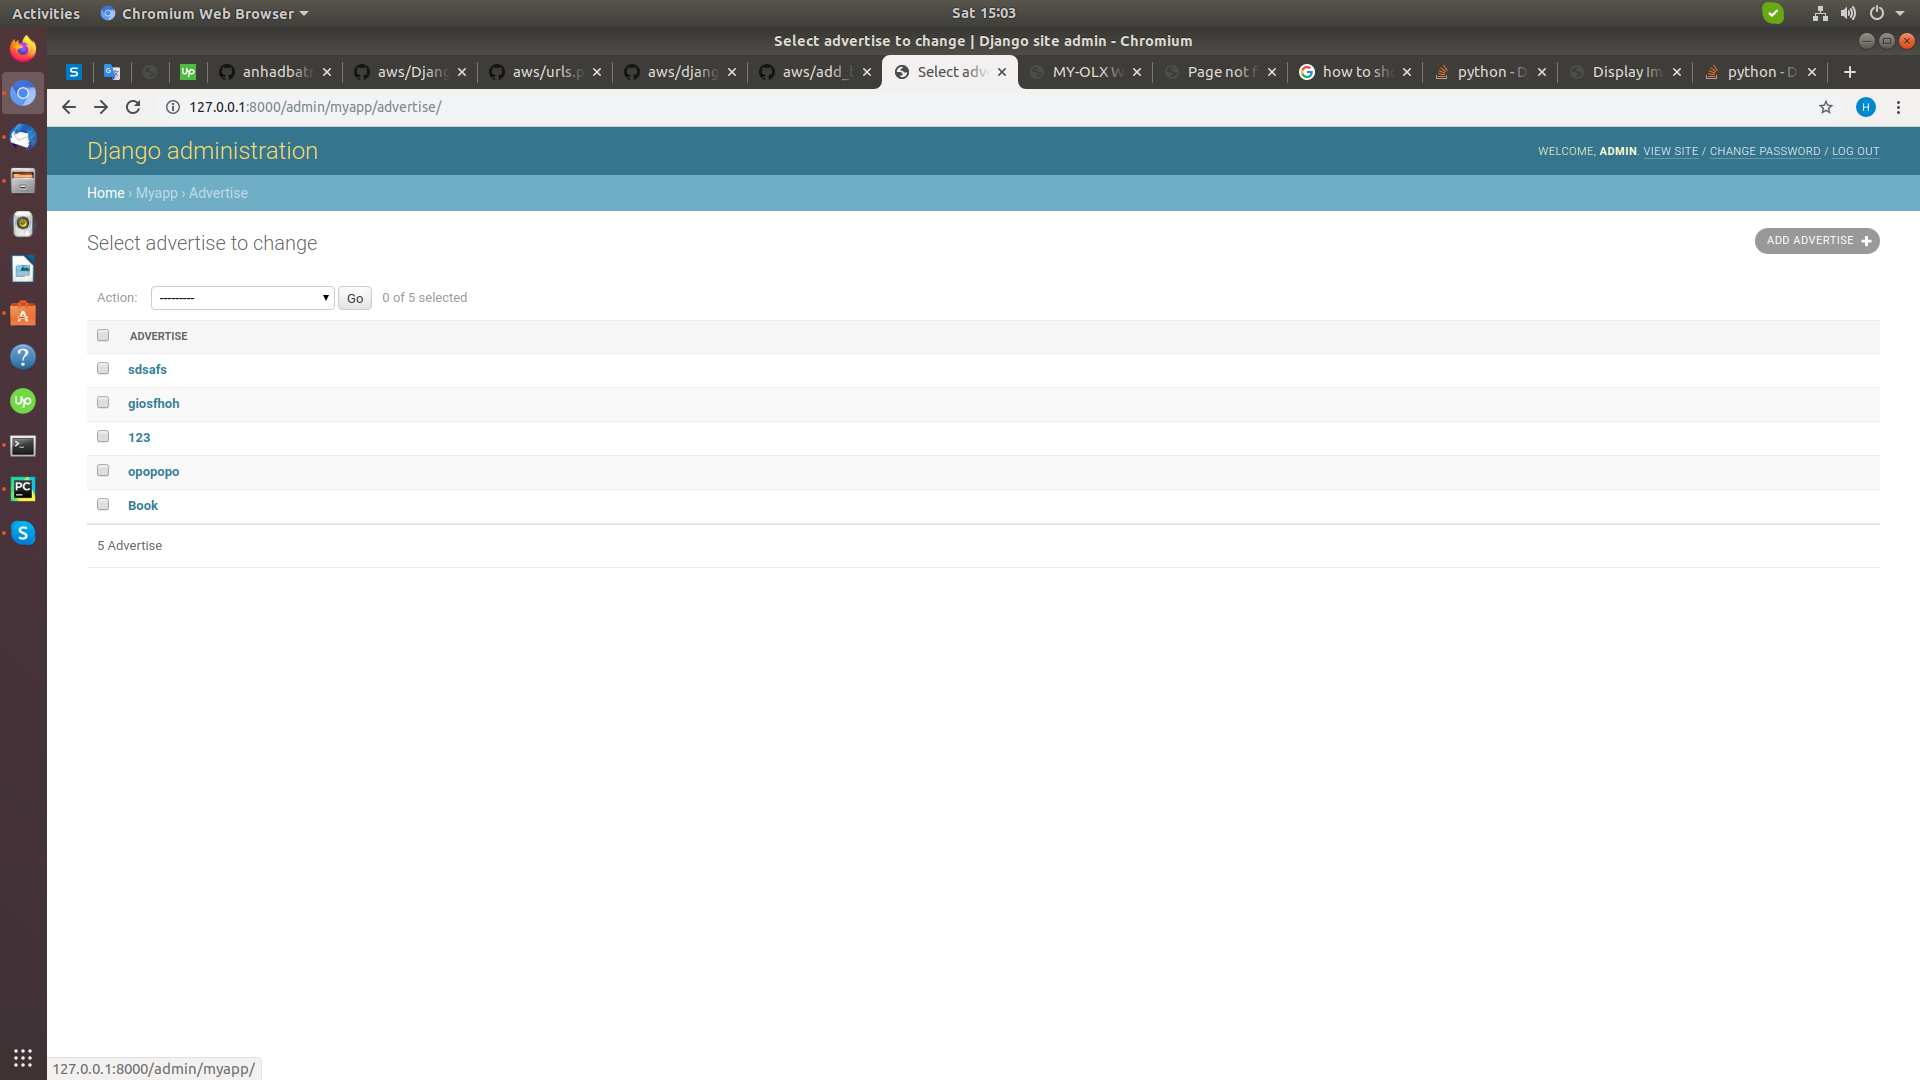 Activities Chromium Web Browser Sat 15:03
Select advertise to change | Django site admin - Chromium
anhadbatr aws/Djang aws/urls.p aws/djang aws/add_ Select adv MY-OLX W Page not f how to sh python - D Display Im python - D
127.0.0.1:8000/admin/myapp/advertise/
H
Django administration
WELCOME, ADMIN. VIEW SITE / CHANGE PASSWORD / LOG OUT
Home › Myapp › Advertise
Select advertise to change
ADD ADVERTISE +
Action: --------- Go 0 of 5 selected
ADVERTISE
sdsafs
giosfhoh
123
opopopo
Book
5 Advertise
127.0.0.1:8000/admin/myapp/